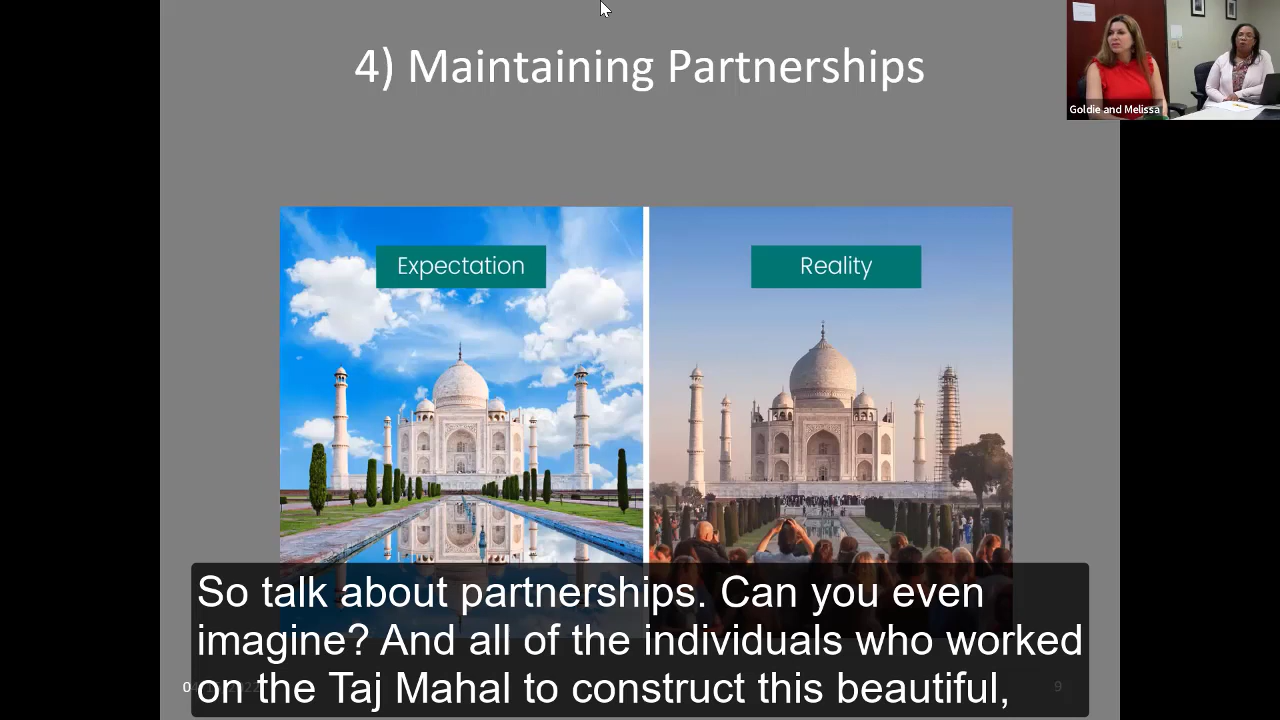 4) Maintaining Partnerships
Goldie and Melissa
Expectation
Reality
So talk about partnerships. Can you even
imagine? And all of the individuals who worked
on the Taj Mahal to construct this beautiful,
9